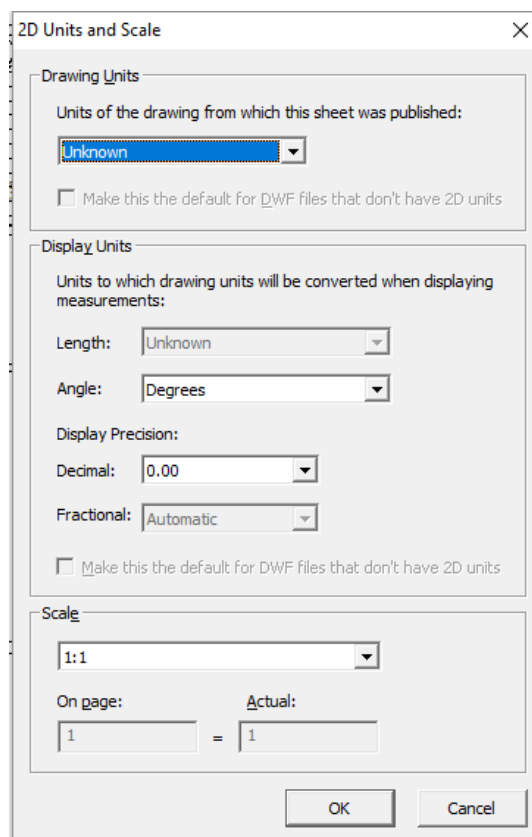 2D Units and Scale
Drawing Units
Units of the drawing from which this sheet was published:
Unknown
Make this the default for DWF files that don't have 2D units
Display Units
Units to which drawing units will be converted when displaying
measurements:
Length: Unknown
Angle: Degrees
Display Precision:
Decimal: 0.00
Fractional: Automatic
Make this the default for DWF files that don't have 2D units
Scale
1:1
On page: Actual:
1 = 1
OK Cancel